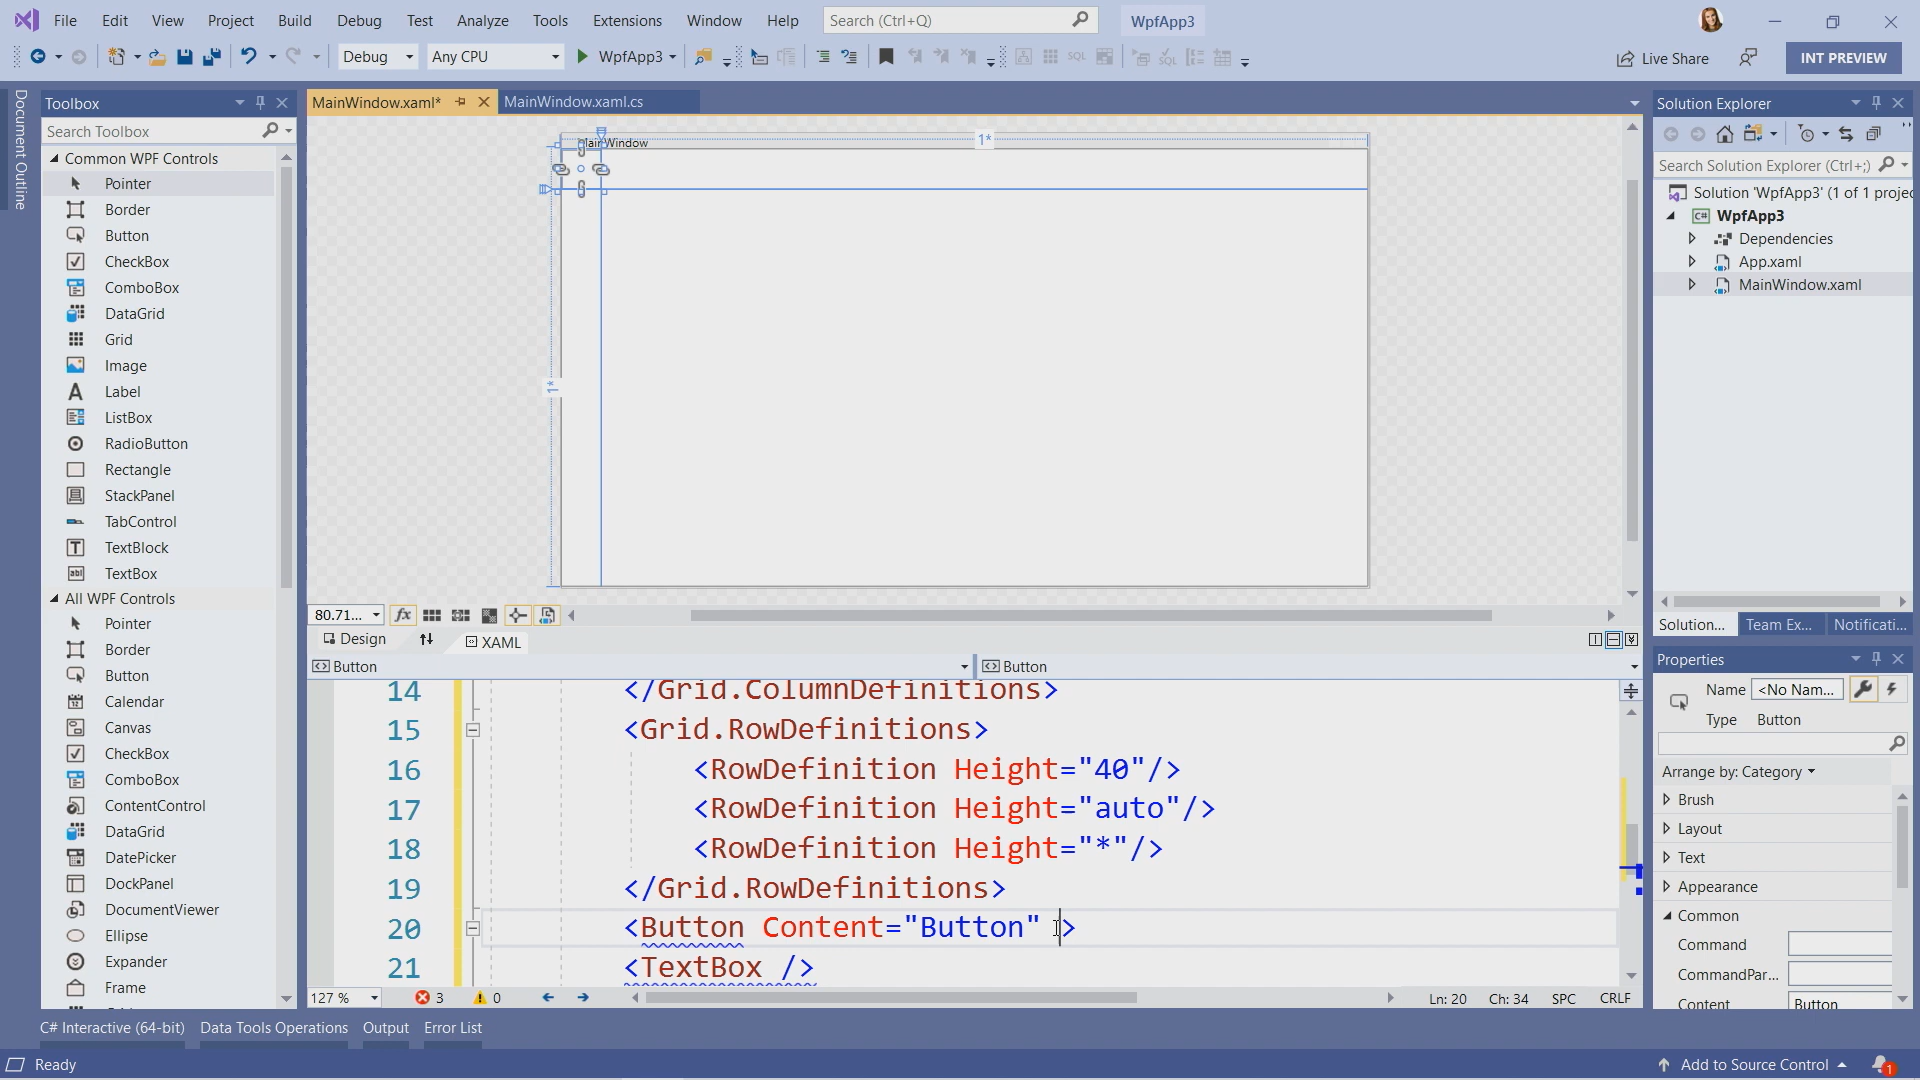 File Edit View Project Build Debug Test Analyze Tools Extensions Window Help Search (Ctrl+Q) WpfApp3
Debug Any CPU WpfApp3 SQL SQL Live Share INT PREVIEW
Document Outline
Toolbox
Search Toolbox
Common WPF Controls
Pointer
Border
Button
CheckBox
ComboBox
DataGrid
Grid
Image
Label
ListBox
RadioButton
Rectangle
StackPanel
TabControl
TextBlock
TextBox
All WPF Controls
Pointer
Border
Button
Calendar
Canvas
CheckBox
ComboBox
ContentControl
DataGrid
DatePicker
DockPanel
DocumentViewer
Ellipse
Expander
Frame
MainWindow.xaml* MainWindow.xaml.cs
MainWindow
1*
1*
80.71... fx
Design XAML
Button Button
14 </Grid.ColumnDefinitions>
15 <Grid.RowDefinitions>
16 <RowDefinition Height="40"/>
17 <RowDefinition Height="auto"/>
18 <RowDefinition Height="*"/>
19 </Grid.RowDefinitions>
20 <Button Content="Button" >
21 <TextBox />
127 % 3 0 Ln: 20 Ch: 34 SPC CRLF
Solution Explorer
Search Solution Explorer (Ctrl+;)
Solution 'WpfApp3' (1 of 1 projec
C# WpfApp3
Dependencies
App.xaml
MainWindow.xaml
Solution... Team Ex... Notificati...
Properties
Name <No Nam...
Type Button
Arrange by: Category
Brush
Layout
Text
Appearance
Common
Command
CommandPar...
Content Button
C# Interactive (64-bit) Data Tools Operations Output Error List
Ready Add to Source Control 1